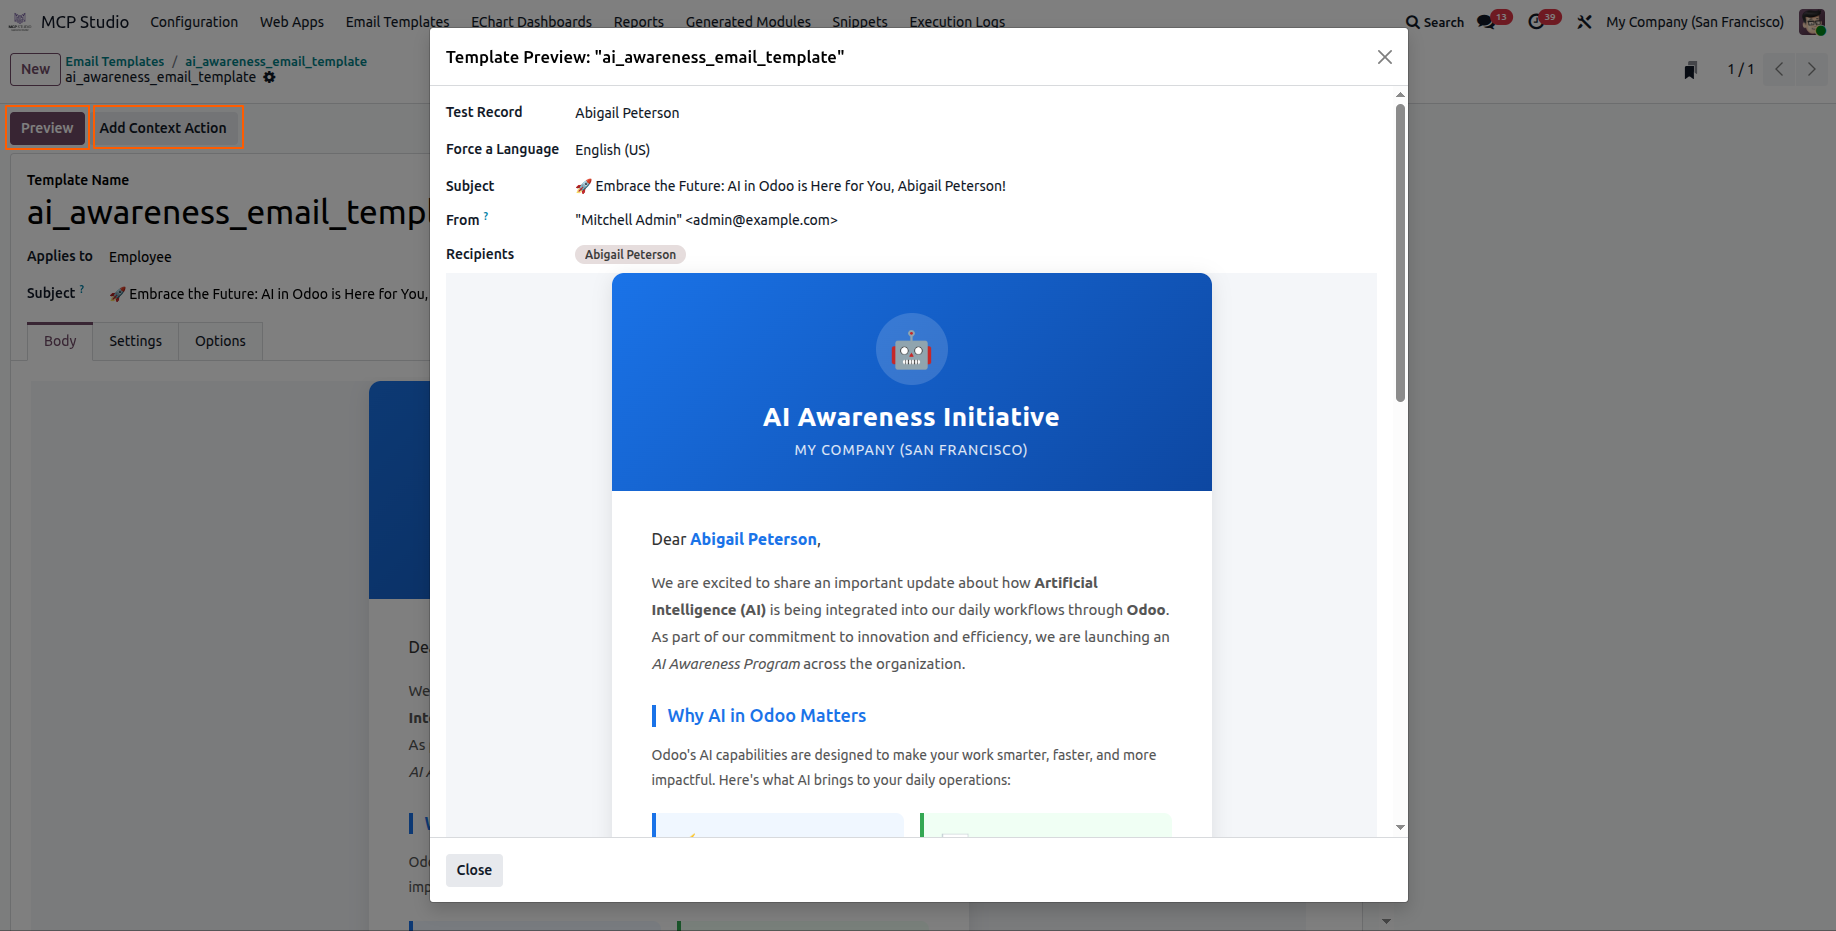 MCP Studio Configuration Web Apps Email Templates EChart Dashboards Reports Generated Modules Snippets Execution Logs Search 13 39 My Company (San Francisco)
New
Email Templates / ai_awareness_email_template
ai_awareness_email_template
1 / 1
Preview Add Context Action
Template Name
ai_awareness_email_templ
Applies to Employee
Subject ? 🚀 Embrace the Future: AI in Odoo is Here for You,
Body Settings Options
De
We
Inte
As
AI A
Odo
imp
Template Preview: "ai_awareness_email_template"
Test Record Abigail Peterson
Force a Language English (US)
Subject 🚀 Embrace the Future: AI in Odoo is Here for You, Abigail Peterson!
From ? "Mitchell Admin" <admin@example.com>
Recipients Abigail Peterson
AI Awareness Initiative
MY COMPANY (SAN FRANCISCO)
Dear Abigail Peterson,
We are excited to share an important update about how Artificial
Intelligence (AI) is being integrated into our daily workflows through Odoo.
As part of our commitment to innovation and efficiency, we are launching an
AI Awareness Program across the organization.
Why AI in Odoo Matters
Odoo's AI capabilities are designed to make your work smarter, faster, and more
impactful. Here's what AI brings to your daily operations:
Close